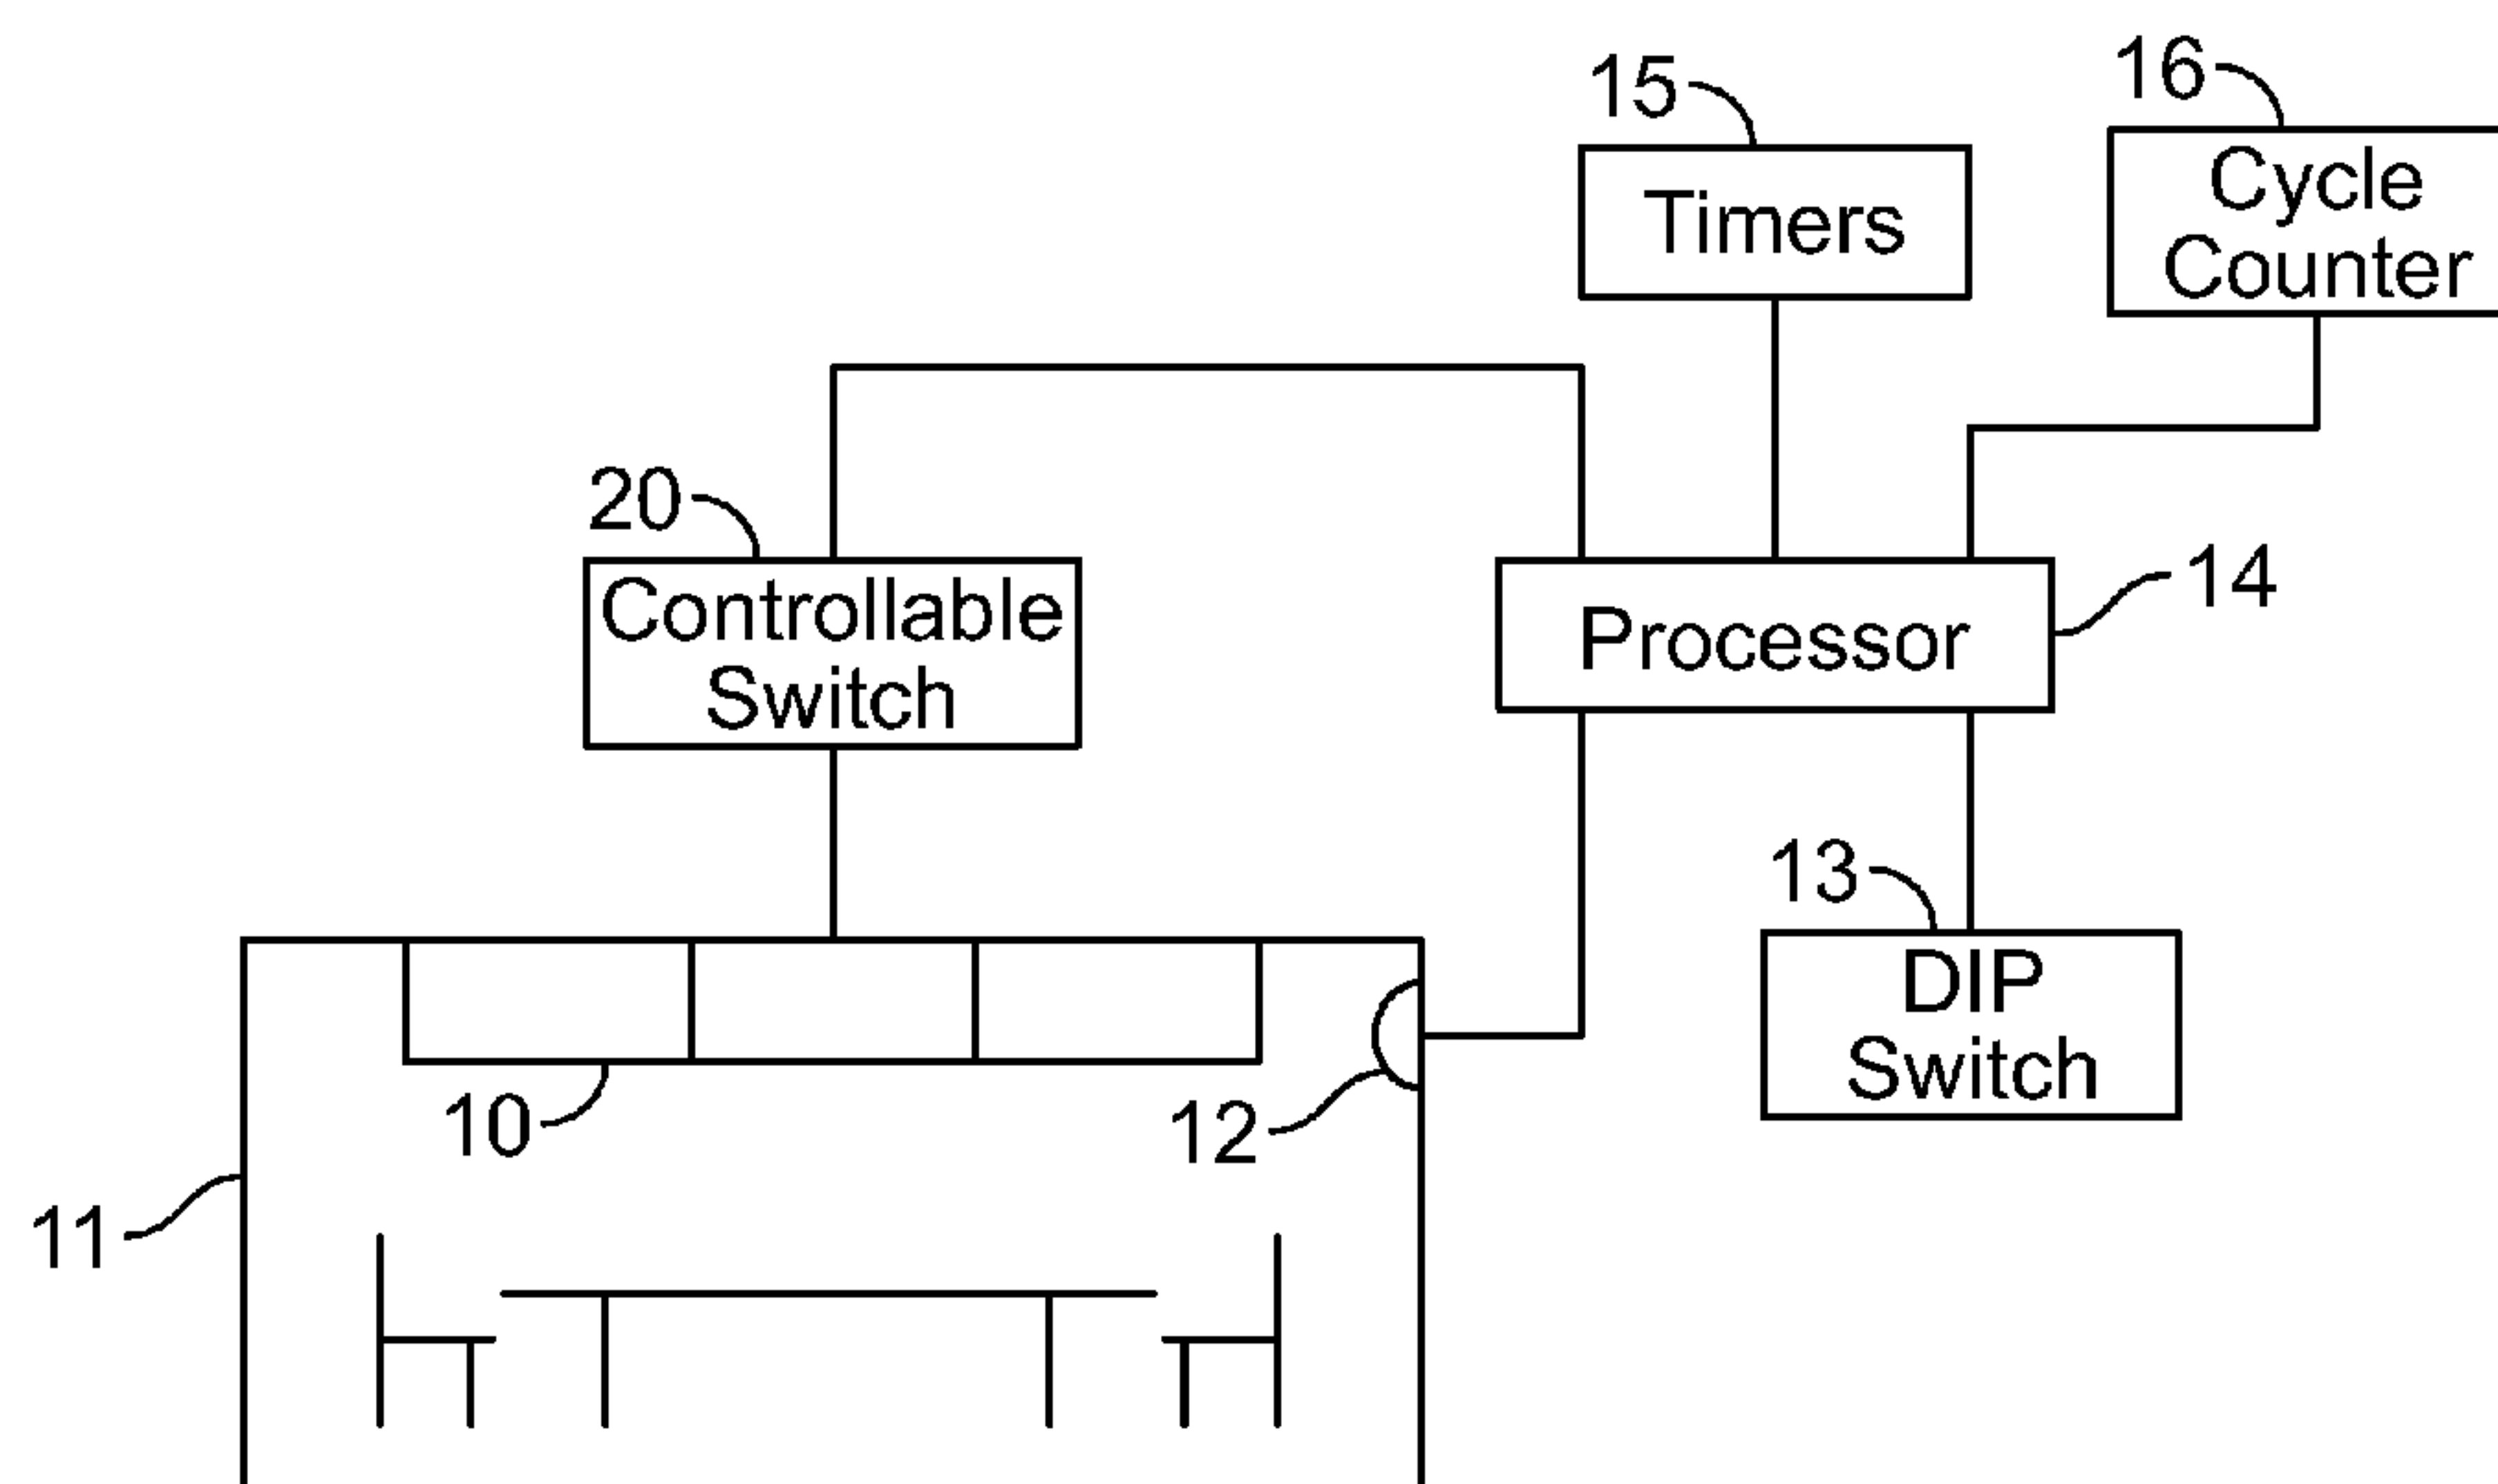 16
15
Cycle
Counter
Timers
20
14
Controllable
Switch
Processor
13
DIP
Switch
10
12
11